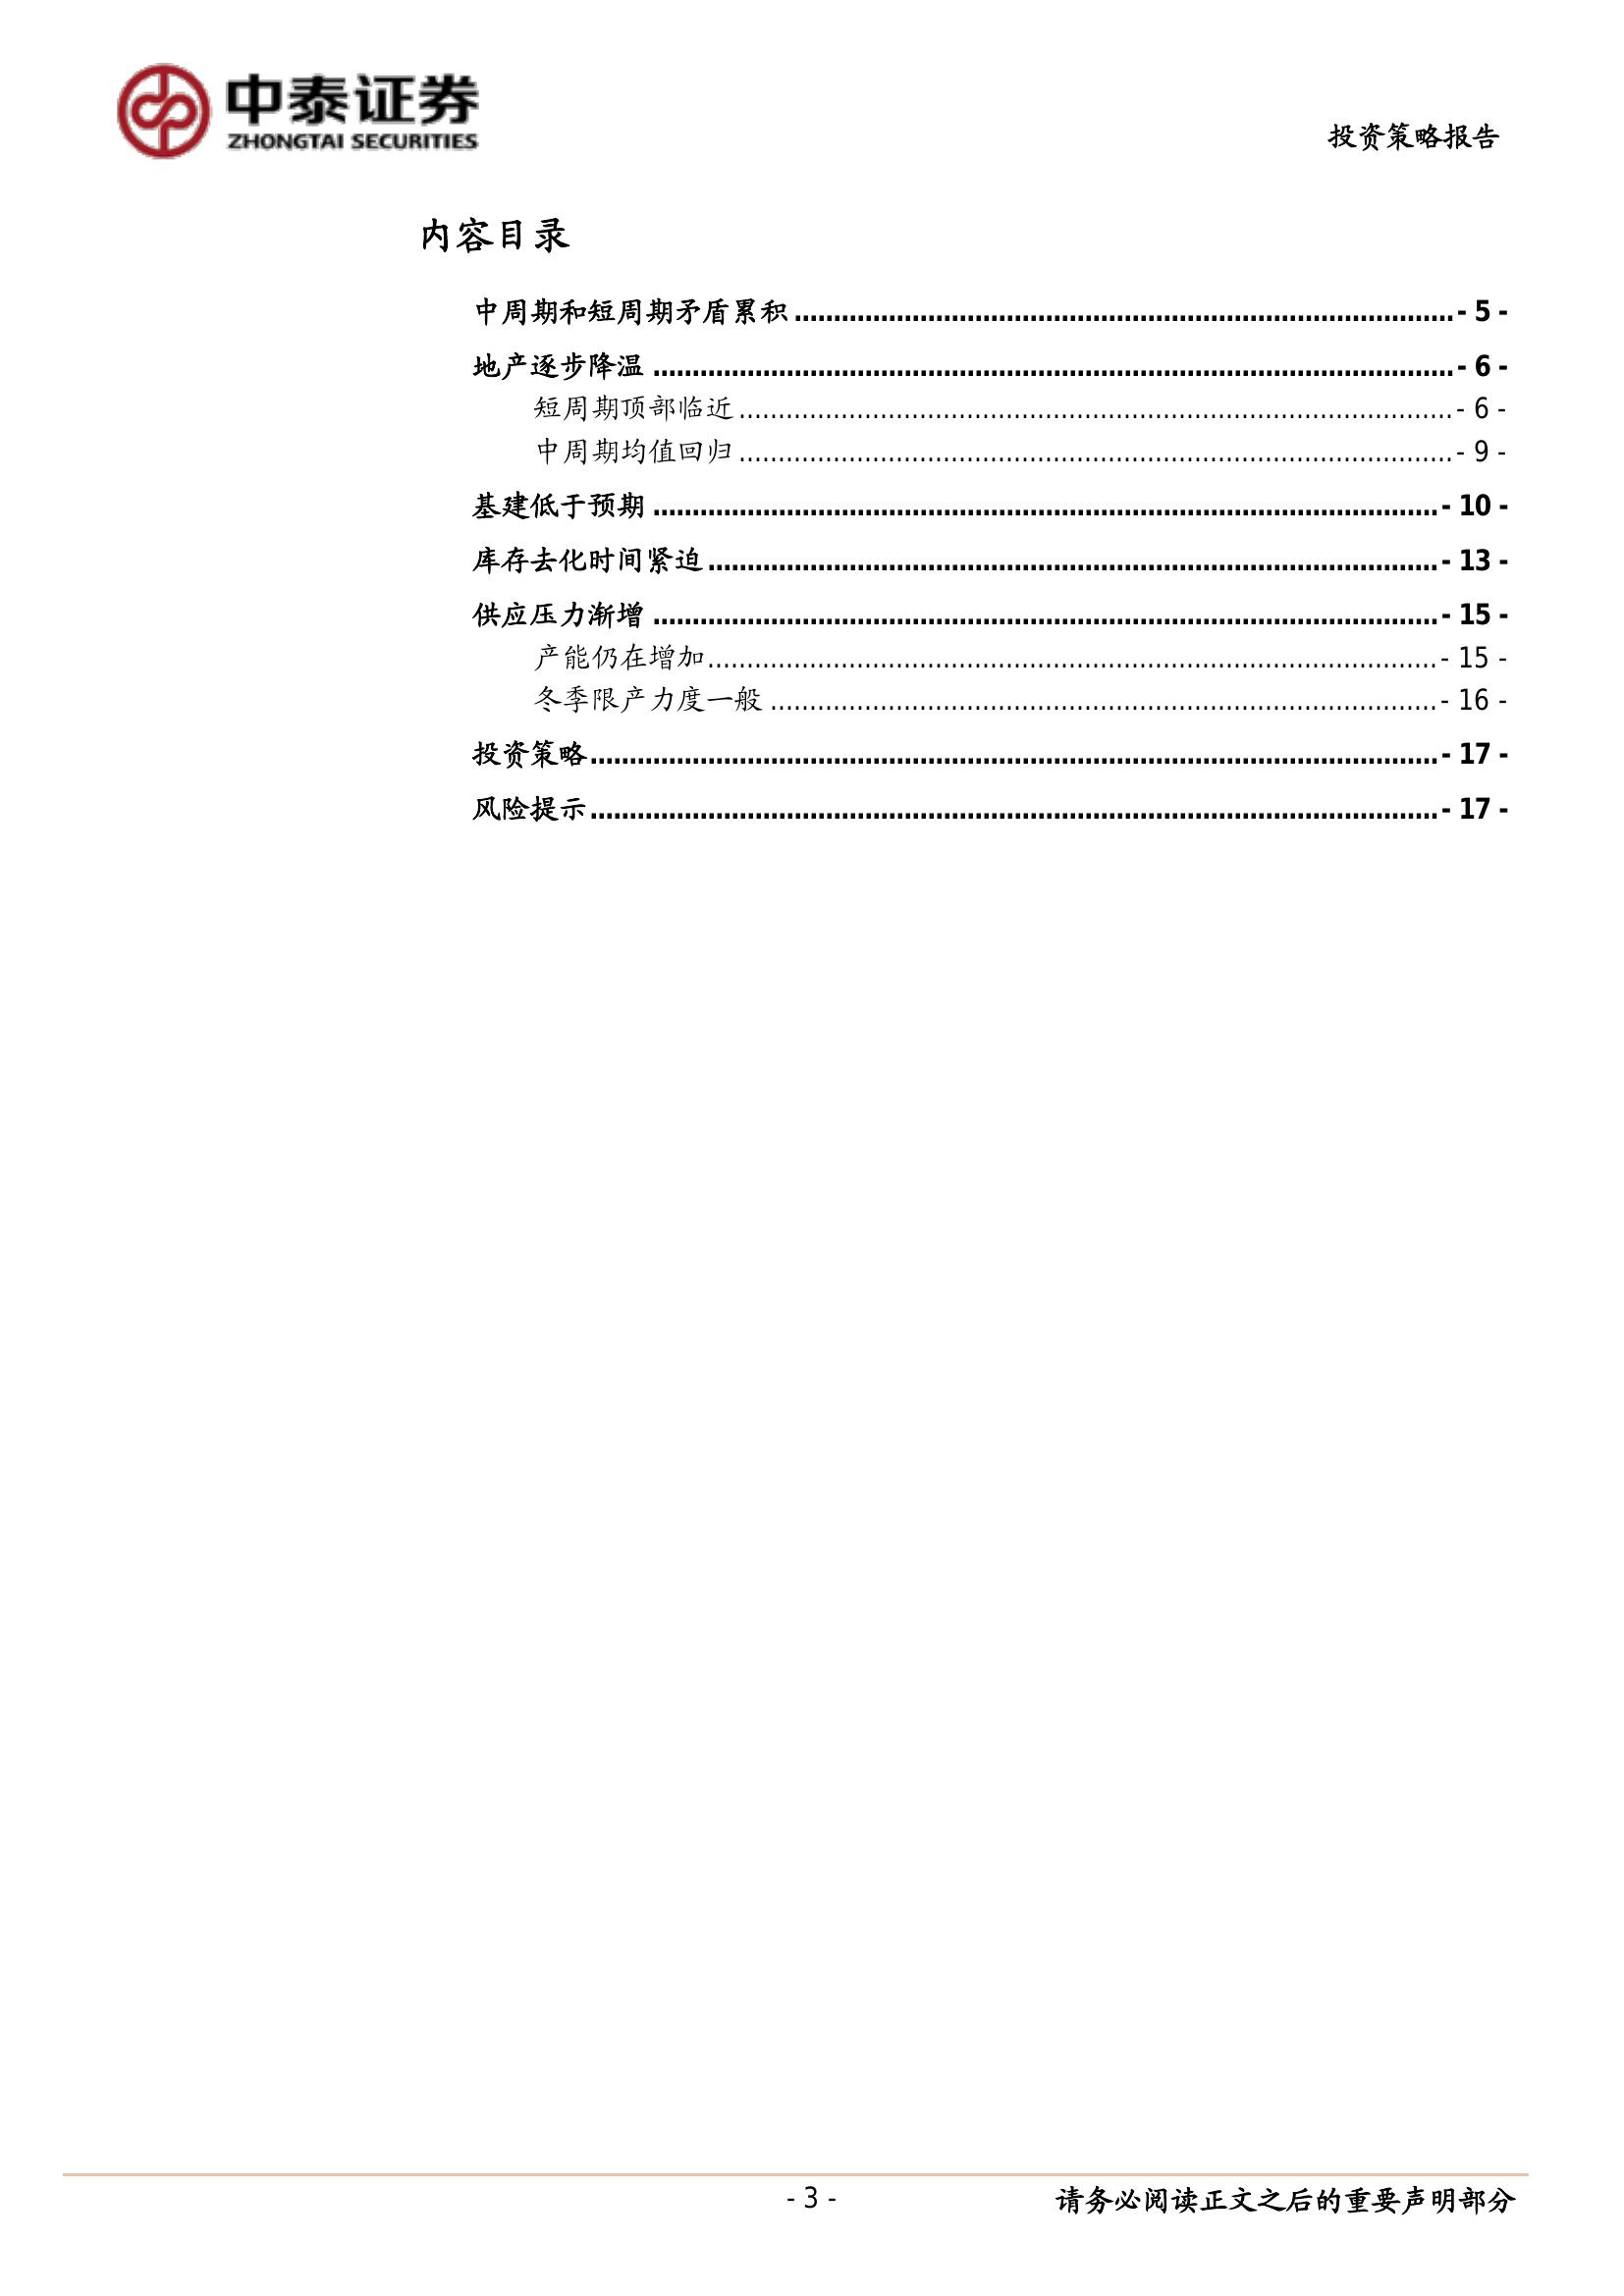 中泰证券
ZHONGTAI SECURITIES
投资策略报告
内容目录
中周期和短周期矛盾累积 ........ - 5 -
地产逐步降温 ........ - 6 -
短周期顶部临近 ........ - 6 -
中周期均值回归 ........ - 9 -
基建低于预期 ........ - 10 -
库存去化时间紧迫 ........ - 13 -
供应压力渐增 ........ - 15 -
产能仍在增加 ........ - 15 -
冬季限产力度一般 ........ - 16 -
投资策略 ........ - 17 -
风险提示 ........ - 17 -
- 3 -
请务必阅读正文之后的重要声明部分